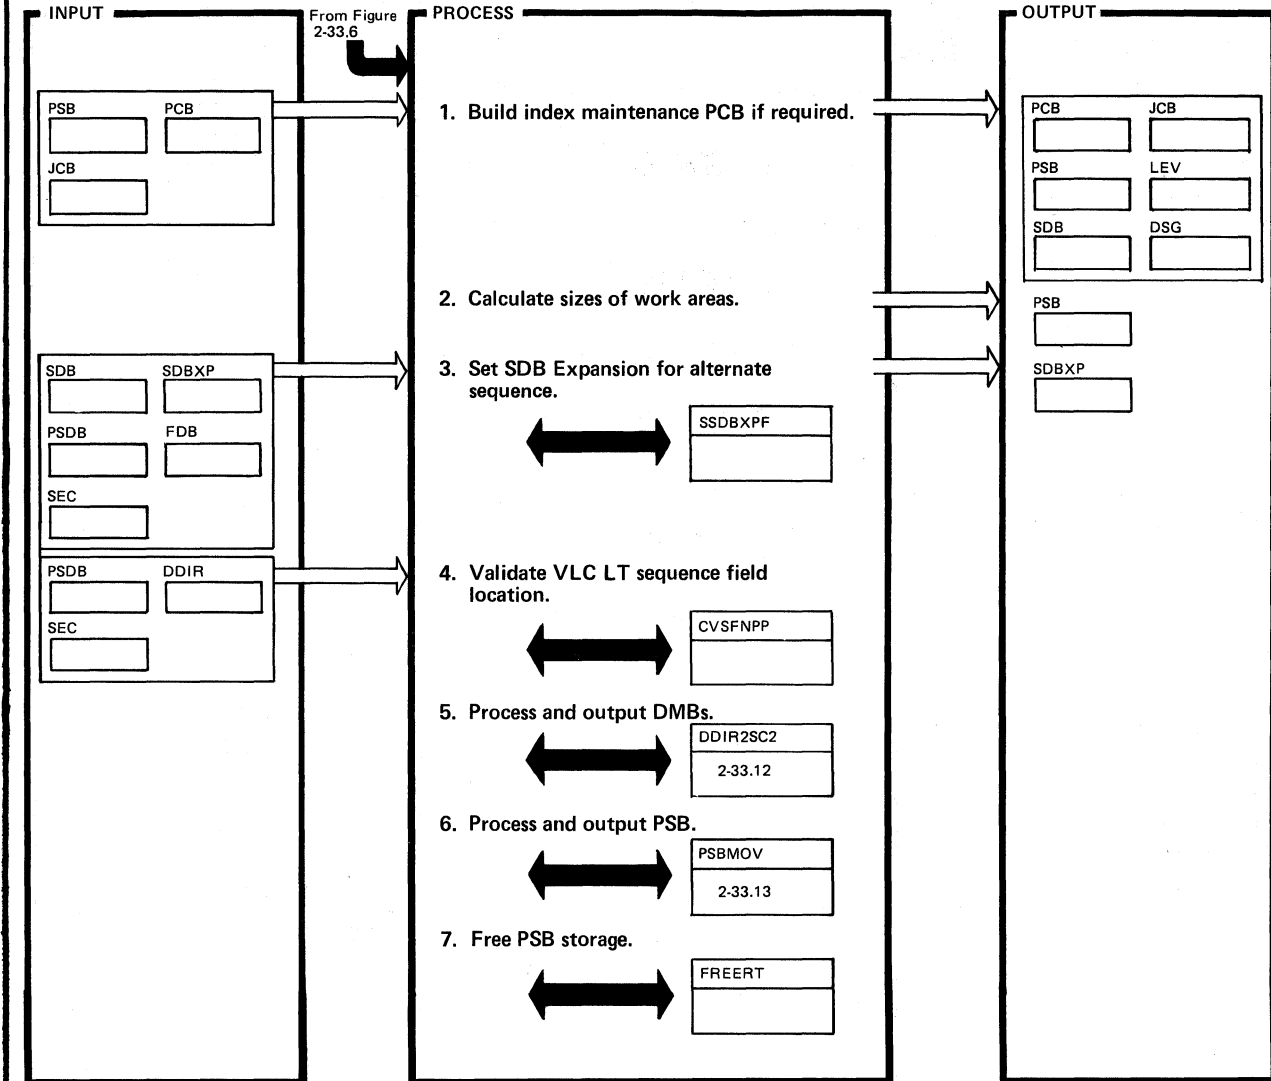 INPUT
From Figure
2-33.6
PROCESS
OUTPUT
PSB
PCB
JCB
1. Build index maintenance PCB if required.
PCB
JCB
PSB
LEV
SDB
DSG
2. Calculate sizes of work areas.
PSB
SDB
SDBXP
PSDB
FDB
SEC
3. Set SDB Expansion for alternate
sequence.
SSDBXPF
SDBXP
PSDB
DDIR
SEC
4. Validate VLC LT sequence field
location.
CVSFNPP
5. Process and output DMBs.
DDIR2SC2
2-33.12
6. Process and output PSB.
PSBMOV
2-33.13
7. Free PSB storage.
FREERT